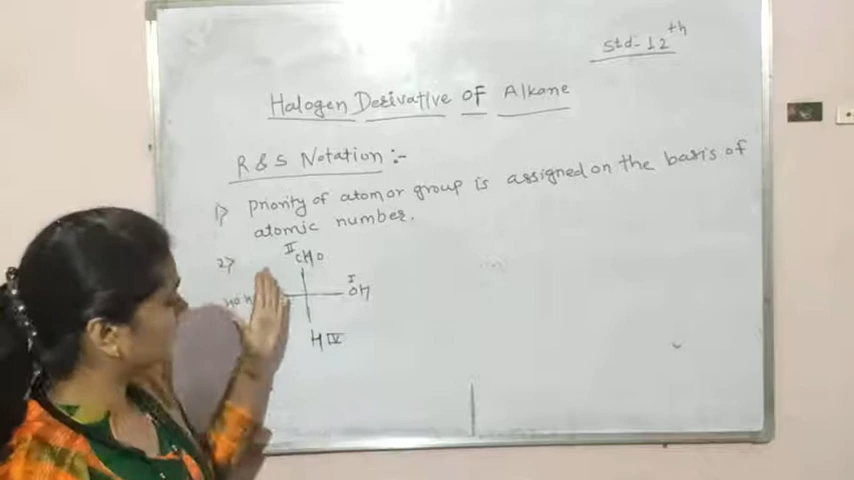 std-12th
Halogen Derivative of Alkane
R & S Notation :-
1) Priority of atom or group is assigned on the basis of
atomic number.
2)
II
CHO
I
OH
H IV